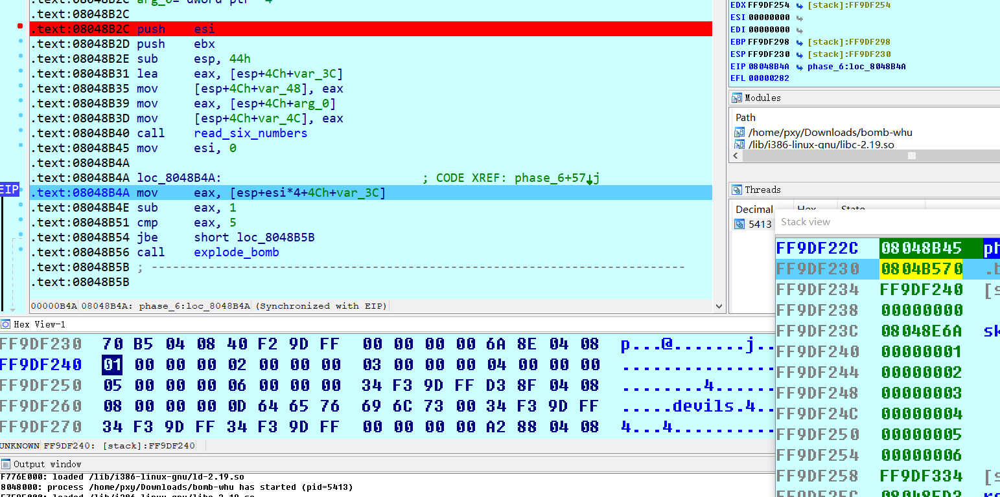 .text:08048B2C arg_0= dword ptr 4
.text:08048B2C
.text:08048B2C push esi
.text:08048B2D push ebx
.text:08048B2E sub esp, 44h
.text:08048B31 lea eax, [esp+4Ch+var_3C]
.text:08048B35 mov [esp+4Ch+var_48], eax
.text:08048B39 mov eax, [esp+4Ch+arg_0]
.text:08048B3D mov [esp+4Ch+var_4C], eax
.text:08048B40 call read_six_numbers
.text:08048B45 mov esi, 0
.text:08048B4A
.text:08048B4A loc_8048B4A: ; CODE XREF: phase_6+57↓j
EIP .text:08048B4A mov eax, [esp+esi*4+4Ch+var_3C]
.text:08048B4E sub eax, 1
.text:08048B51 cmp eax, 5
.text:08048B54 jbe short loc_8048B5B
.text:08048B56 call explode_bomb
.text:08048B5B ; ---------------------------------------------------------------------------
.text:08048B5B
00000B4A 08048B4A: phase_6:loc_8048B4A (Synchronized with EIP)
EDX FF9DF254 [stack]:FF9DF254
ESI 00000000
EDI 00000000
EBP FF9DF298 [stack]:FF9DF298
ESP FF9DF230 [stack]:FF9DF230
EIP 08048B4A phase_6:loc_8048B4A
EFL 00000282
Modules
Path
/home/pxy/Downloads/bomb-whu
/lib/i386-linux-gnu/libc-2.19.so
Threads
Decimal Hex State
5413
Stack view
FF9DF22C 08048B45 ph
FF9DF230 0804B570 .b
FF9DF234 FF9DF240 [s
FF9DF238 00000000
FF9DF23C 08048E6A sk
FF9DF240 00000001
FF9DF244 00000002
FF9DF248 00000003
FF9DF24C 00000004
FF9DF250 00000005
FF9DF254 00000006
FF9DF258 FF9DF334 [s
FF9DF25C 08048FD3
Hex View-1
FF9DF230 70 B5 04 08 40 F2 9D FF 00 00 00 00 6A 8E 04 08 p...@.......j..
FF9DF240 01 00 00 00 02 00 00 00 03 00 00 00 04 00 00 00 ...............
FF9DF250 05 00 00 00 06 00 00 00 34 F3 9D FF D3 8F 04 08 ........4......
FF9DF260 08 00 00 00 0D 64 65 76 69 6C 73 00 34 F3 9D FF .....devils.4..
FF9DF270 34 F3 9D FF 34 F3 9D FF 00 00 00 00 A2 88 04 08 4...4..........
UNKNOWN FF9DF240: [stack]:FF9DF240
Output window
F776E000: loaded /lib/i386-linux-gnu/ld-2.19.so
8048000: process /home/pxy/Downloads/bomb-whu has started (pid=5413)